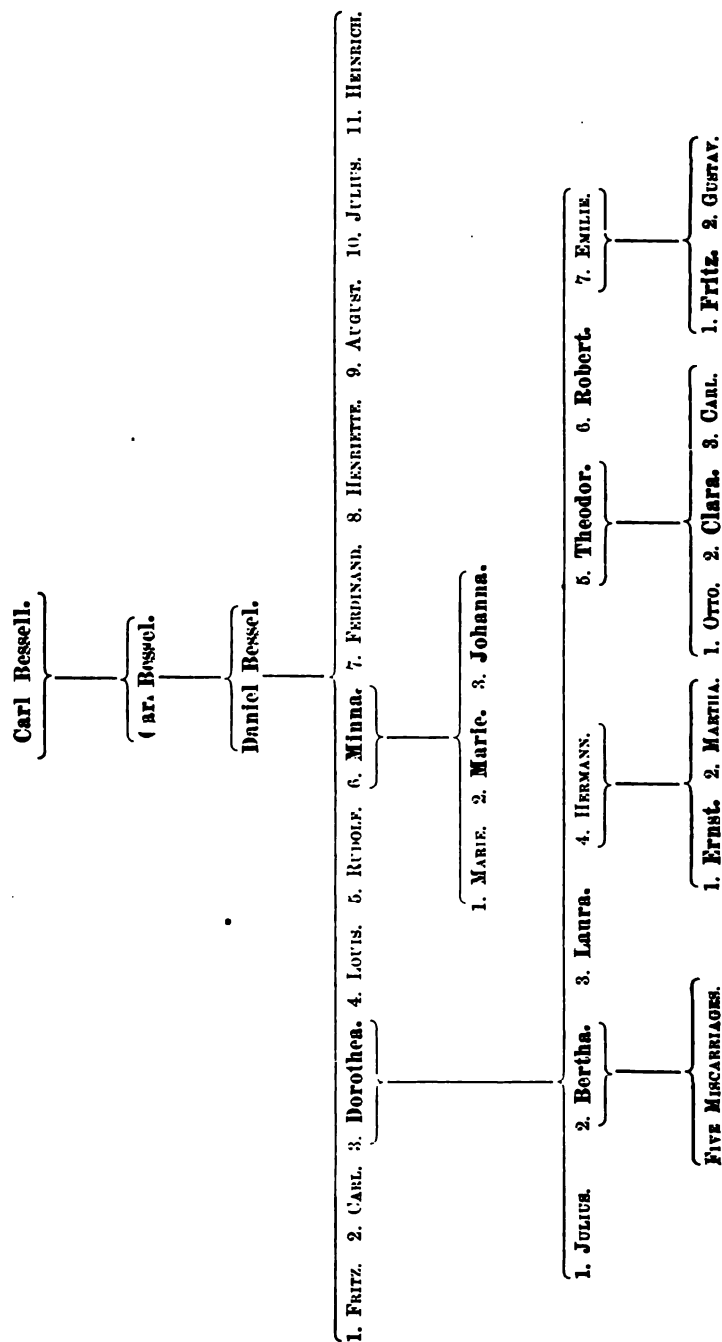 Carl Bessell.
Bessel.
Daniel Bessel.
1. FRITZ. 2. CARL. 3. Dorothea. 4. LOUIS. 5. RUDOLF. 6. Minna. 7. FERDINAND. 8. HENRIETTE. 9. AUGUST. 10. JULIUS. 11. HEINRICH.
1. MARIE. 2. Marie. 3. Johanna.
1. JULIUS. 2. Bertha. 3. Laura. 4. HERMANN. 5. Theodor. 6. Robert. 7. EMILIE.
FIVE MISCARRIAGES. 1. Ernst. 2. MARTHA. 1. OTTO. 2. Clara. 3. CARL. 1. Fritz. 2. GUSTAV.